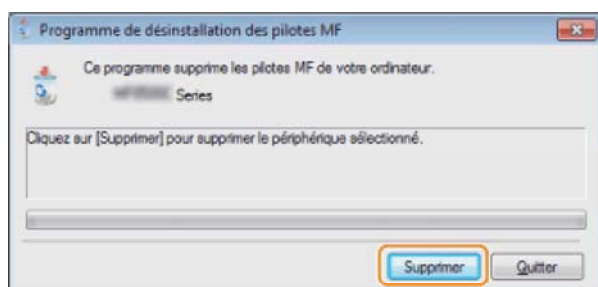 Programme de désinstallation des pilotes MF
Ce programme supprime les pilotes MF de votre ordinateur.
Series
Cliquez sur [Supprimer] pour supprimer le périphérique sélectionné.
Supprimer
Quitter